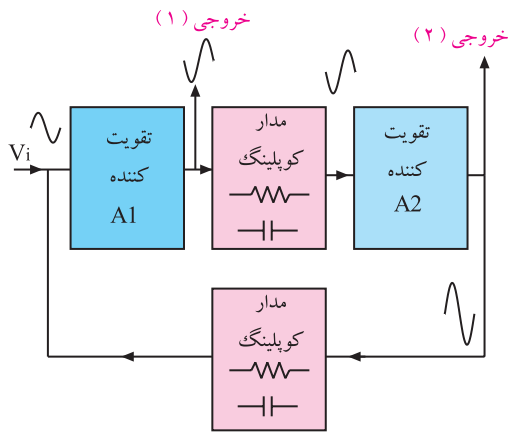 خروجی (۱)
خروجی (۲)
Vi
تقویت
کننده
A1
مدار
کوپلینگ
تقویت
کننده
A2
مدار
کوپلینگ